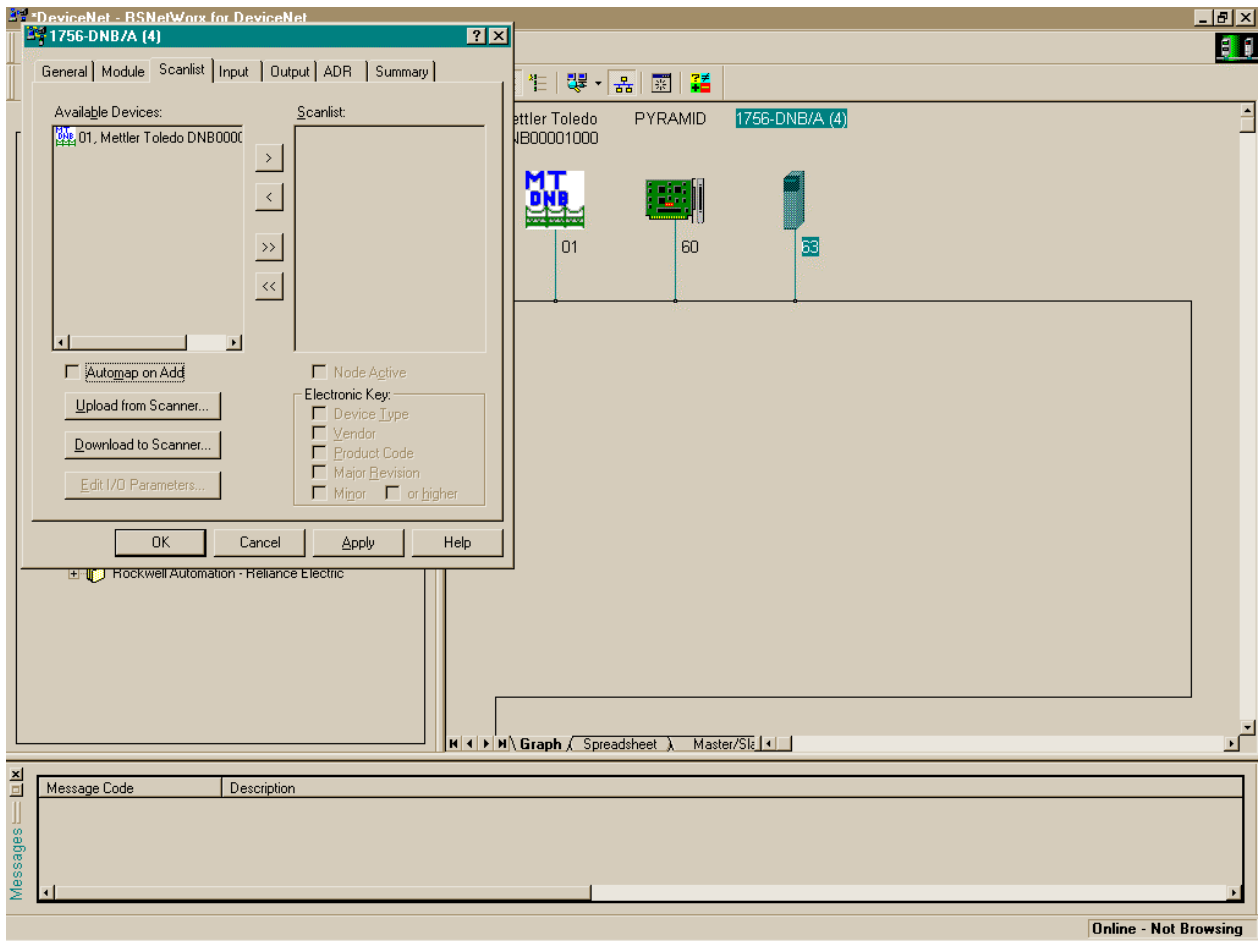 *DeviceNet - RSNetWorx for DeviceNet
1756-DNB/A (4)
General Module Scanlist Input Output ADR Summary
Available Devices:
Scanlist:
01, Mettler Toledo DNB0000
>
<
>>
<<
Automap on Add
Upload from Scanner...
Download to Scanner...
Edit I/O Parameters...
Node Active
Electronic Key:
Device Type
Vendor
Product Code
Major Revision
Minor or higher
OK Cancel Apply Help
Rockwell Automation - Reliance Electric
ettler Toledo
NB00001000
PYRAMID
1756-DNB/A (4)
MT
DNB
01
60
63
Graph Spreadsheet Master/Sla
Message Code Description
Messages
Online - Not Browsing